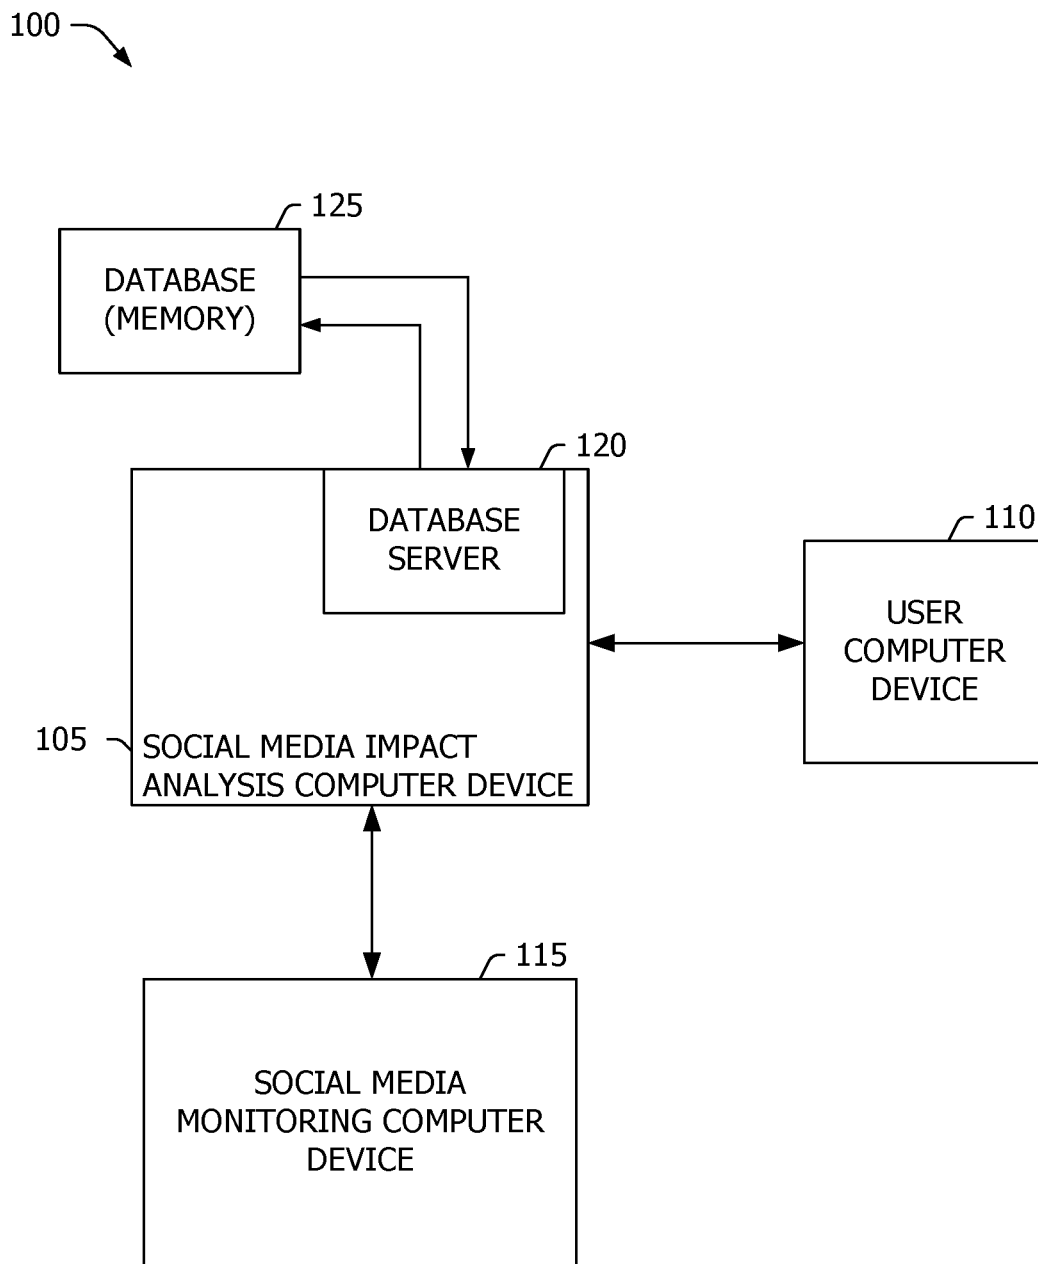 100
125
DATABASE
(MEMORY)
120
DATABASE
SERVER
110
USER
COMPUTER
DEVICE
105
SOCIAL MEDIA IMPACT
ANALYSIS COMPUTER DEVICE
115
SOCIAL MEDIA
MONITORING COMPUTER
DEVICE